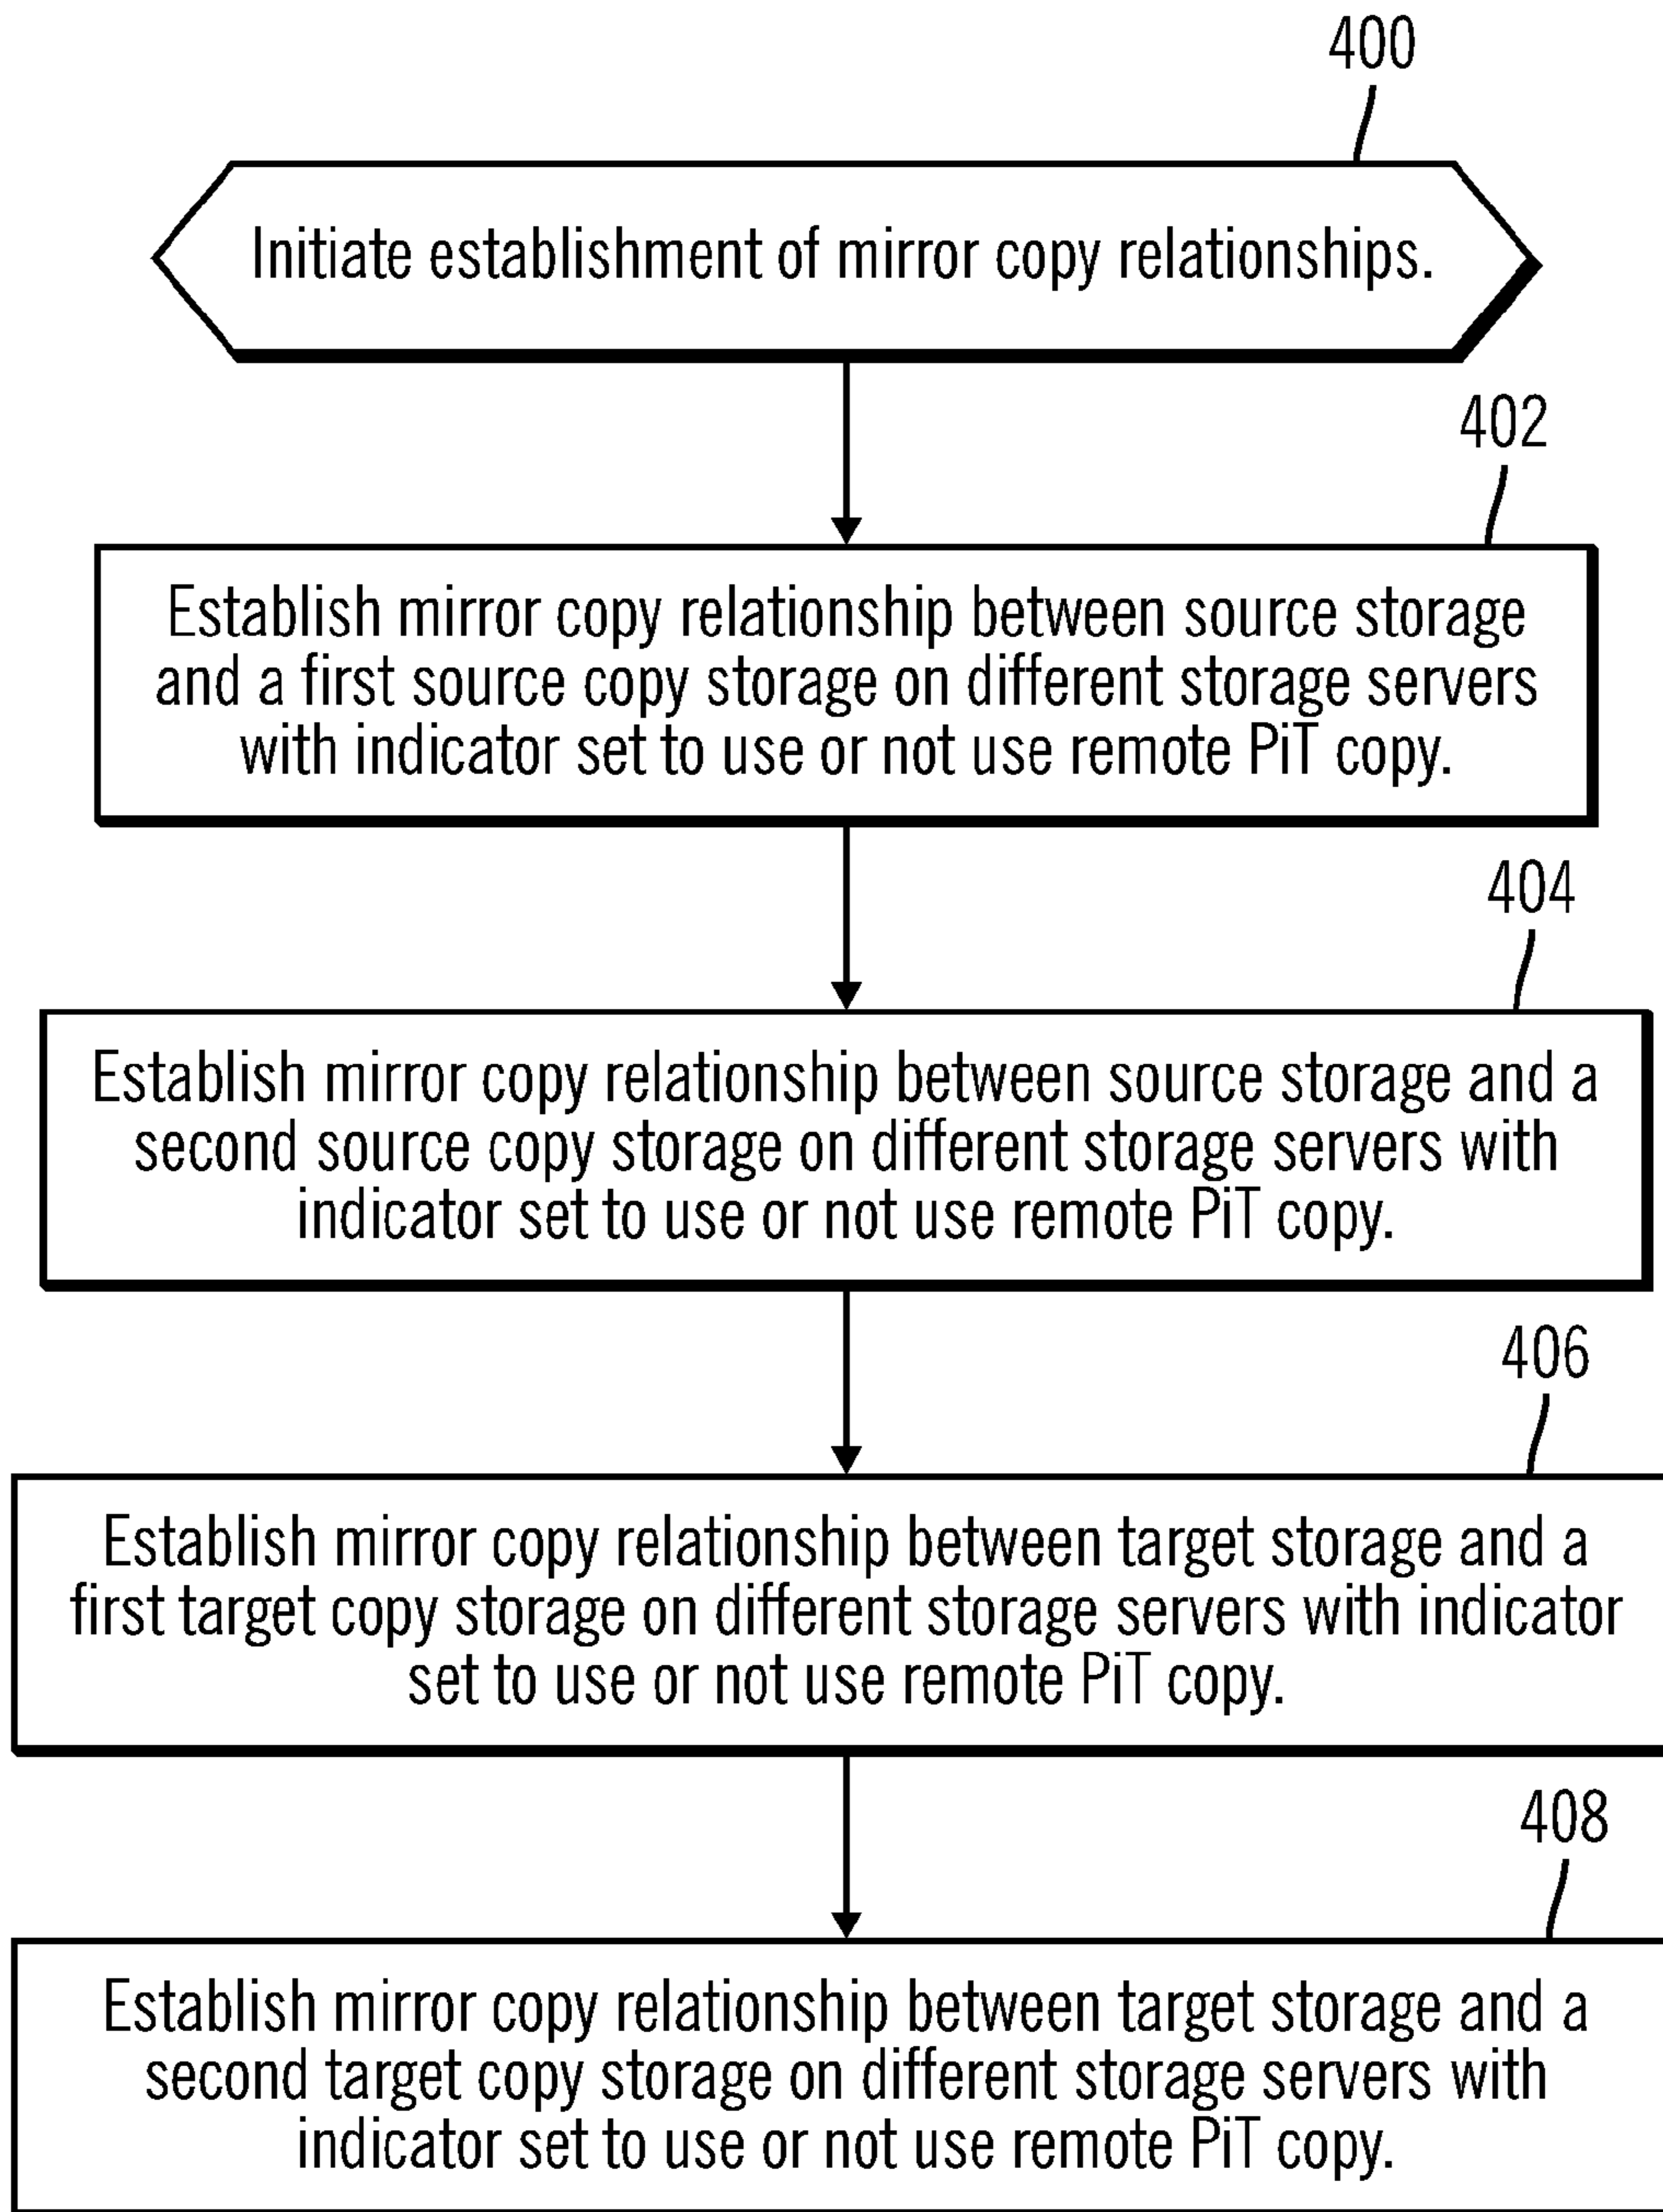 400
Initiate establishment of mirror copy relationships.
402
Establish mirror copy relationship between source storage
and a first source copy storage on different storage servers
with indicator set to use or not use remote PiT copy.
404
Establish mirror copy relationship between source storage and a
second source copy storage on different storage servers with
indicator set to use or not use remote PiT copy.
406
Establish mirror copy relationship between target storage and a
first target copy storage on different storage servers with indicator
set to use or not use remote PiT copy.
408
Establish mirror copy relationship between target storage and a
second target copy storage on different storage servers with
indicator set to use or not use remote PiT copy.